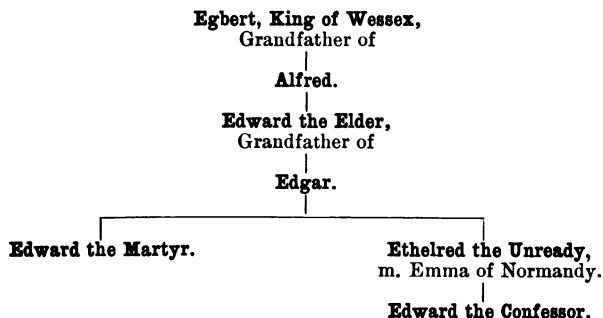 Egbert, King of Wessex,
Grandfather of
Alfred.
Edward the Elder,
Grandfather of
Edgar.
Edward the Martyr.
Ethelred the Unready,
m. Emma of Normandy.
Edward the Confessor.